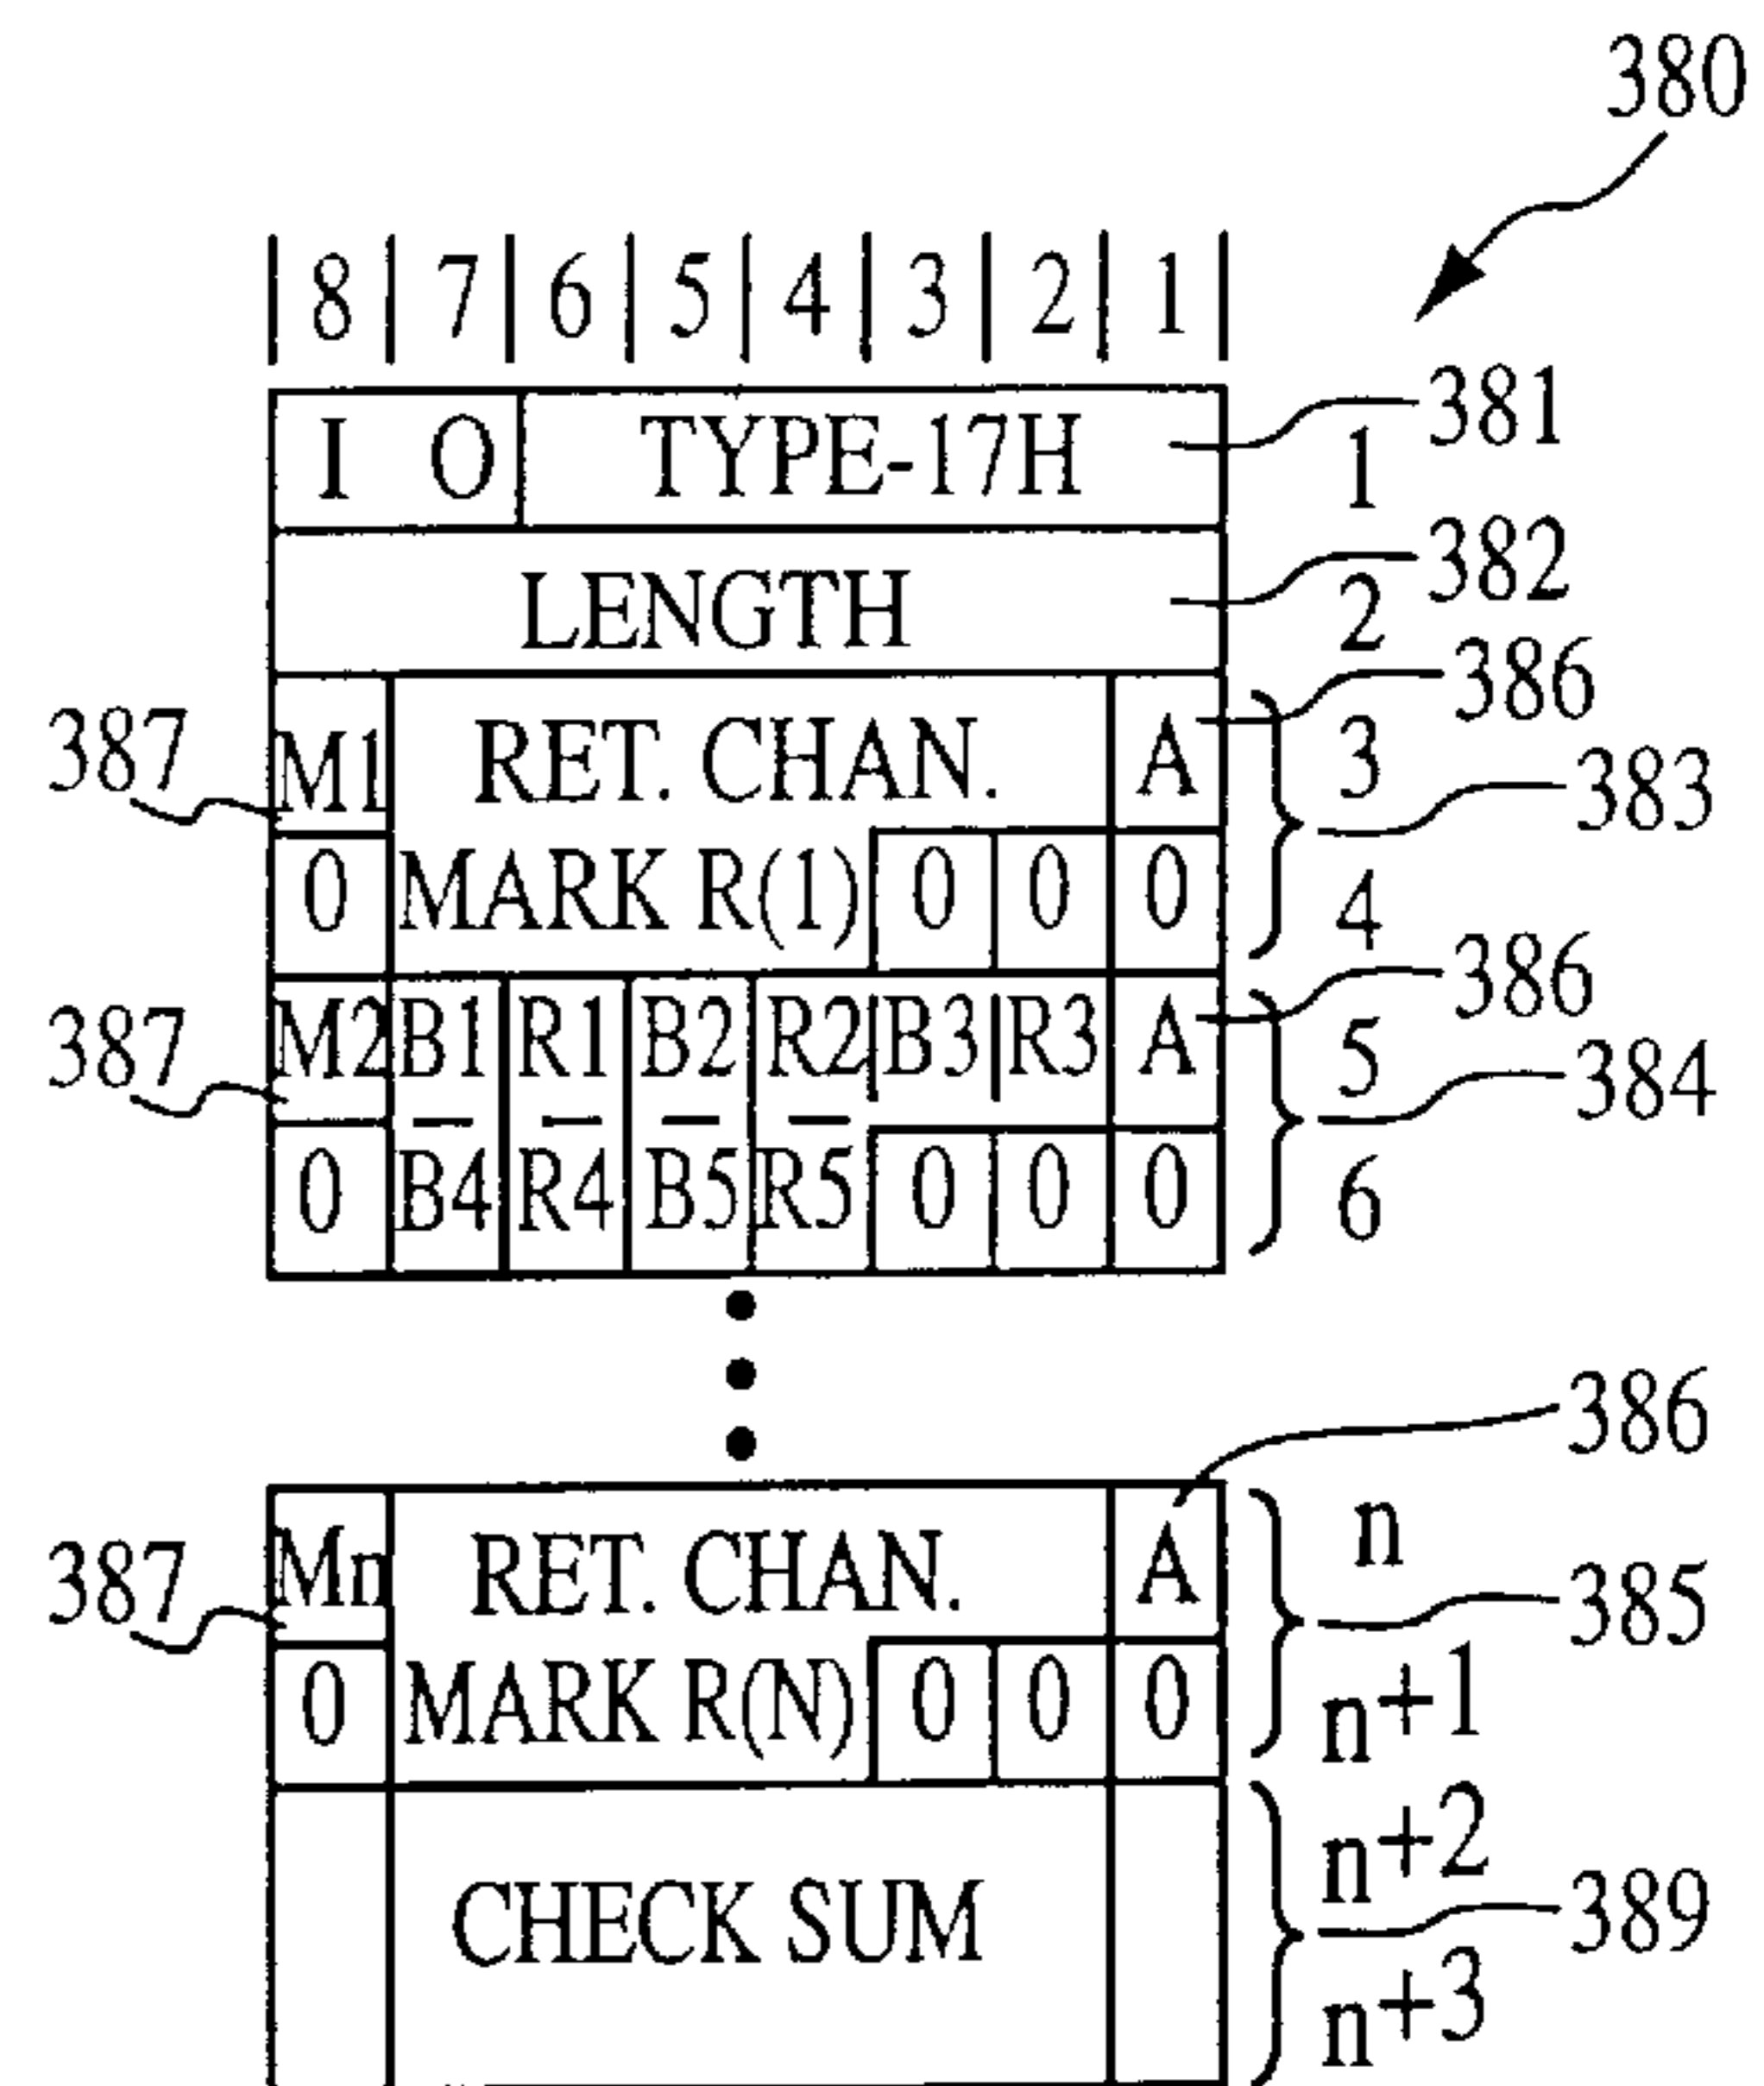 380
8 7 6 5 4 3 2 1
I O TYPE-17H 1 381
LENGTH 2 382
387 M1 RET. CHAN. A 3 386
383
0 MARK R(1) 0 0 0 4
387 M2 B1 R1 B2 R2 B3 R3 A 5 386
384
0 B4 R4 B5 R5 0 0 0 6
386
387 Mn RET. CHAN. A n
385
0 MARK R(N) 0 0 0 n+1
n+2
CHECK SUM 389
n+3